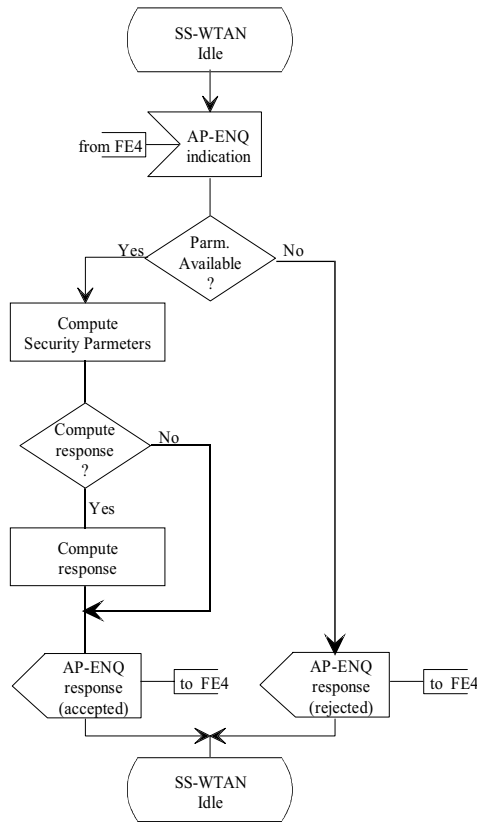 SS-WTAN
Idle
from FE4
AP-ENQ
indication
Yes
Parm.
Available
?
No
Compute
Security Parmeters
Compute
response
?
No
Yes
Compute
response
AP-ENQ
response
(accepted)
to FE4
AP-ENQ
response
(rejected)
to FE4
SS-WTAN
Idle